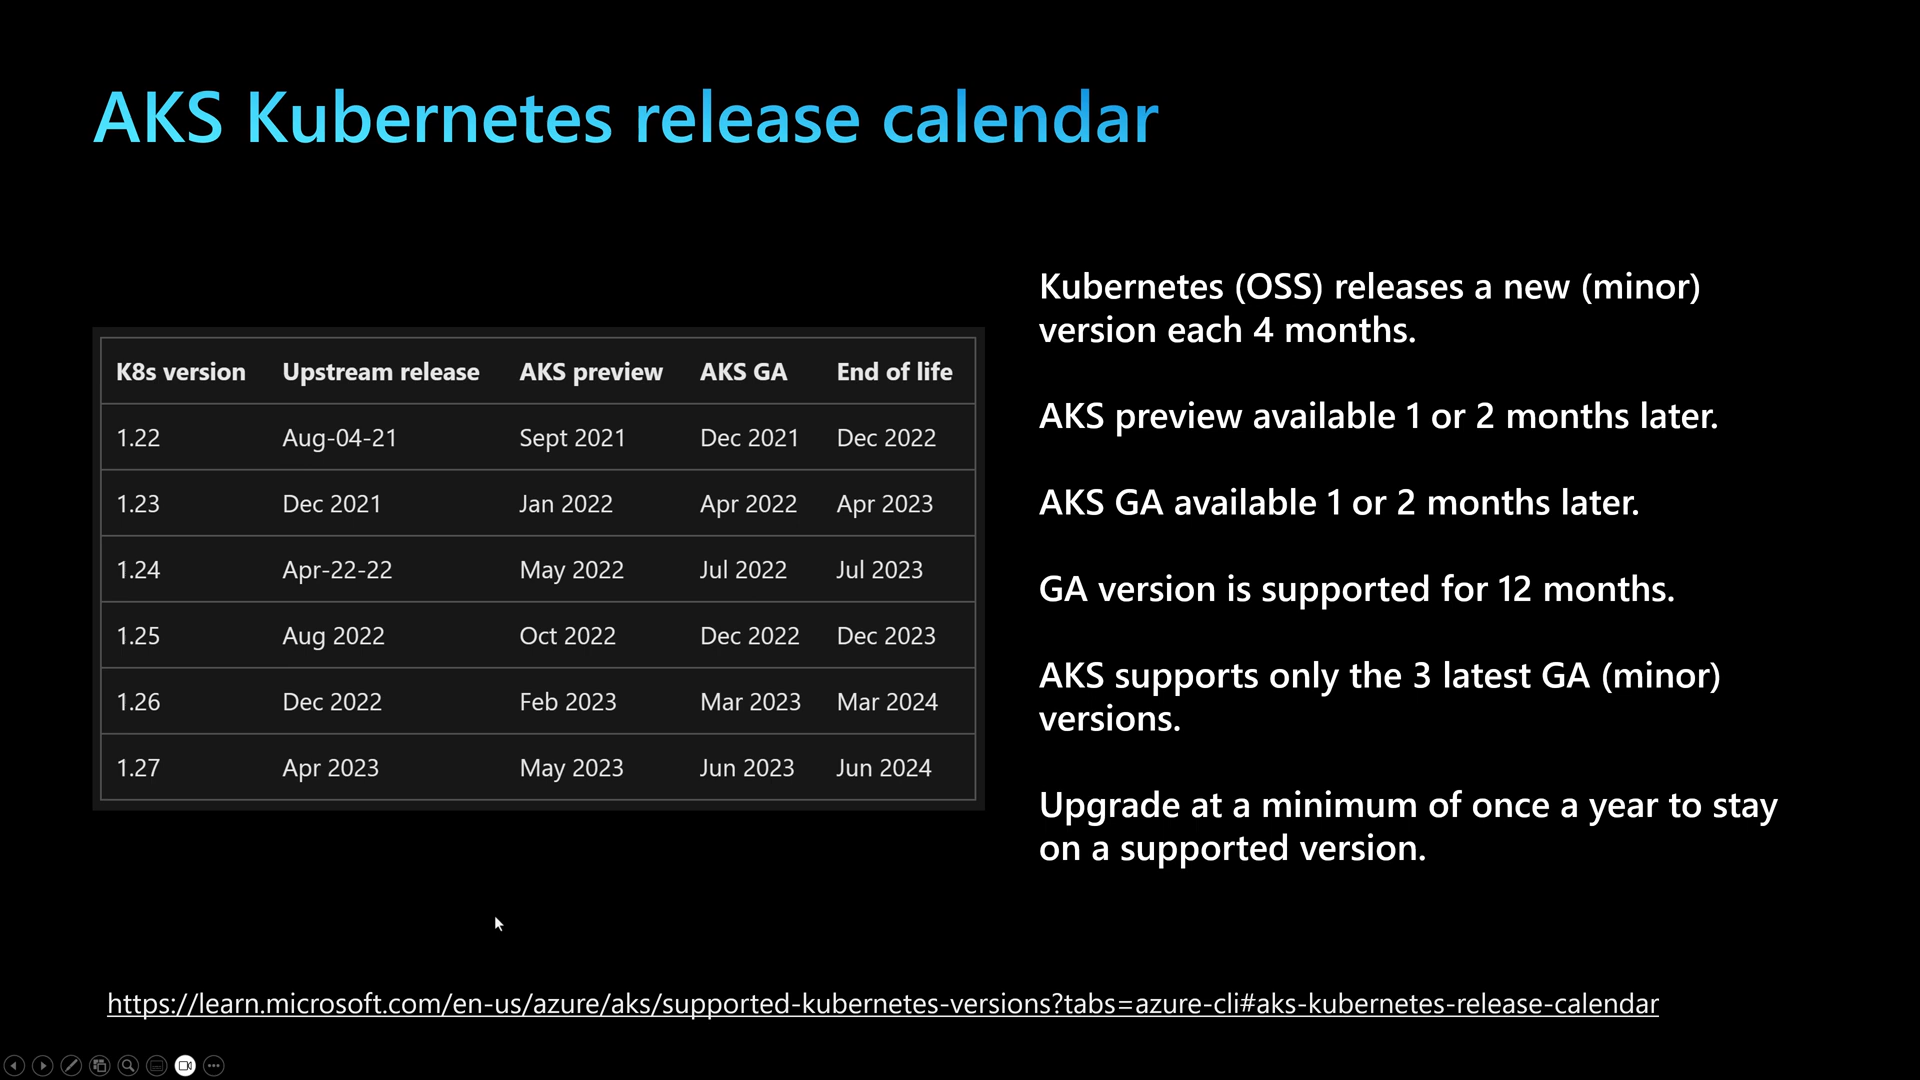 AKS Kubernetes release calendar
K8s version Upstream release AKS preview AKS GA End of life
1.22 Aug-04-21 Sept 2021 Dec 2021 Dec 2022
1.23 Dec 2021 Jan 2022 Apr 2022 Apr 2023
1.24 Apr-22-22 May 2022 Jul 2022 Jul 2023
1.25 Aug 2022 Oct 2022 Dec 2022 Dec 2023
1.26 Dec 2022 Feb 2023 Mar 2023 Mar 2024
1.27 Apr 2023 May 2023 Jun 2023 Jun 2024
Kubernetes (OSS) releases a new (minor)
version each 4 months.
AKS preview available 1 or 2 months later.
AKS GA available 1 or 2 months later.
GA version is supported for 12 months.
AKS supports only the 3 latest GA (minor)
versions.
Upgrade at a minimum of once a year to stay
on a supported version.
https://learn.microsoft.com/en-us/azure/aks/supported-kubernetes-versions?tabs=azure-cli#aks-kubernetes-release-calendar